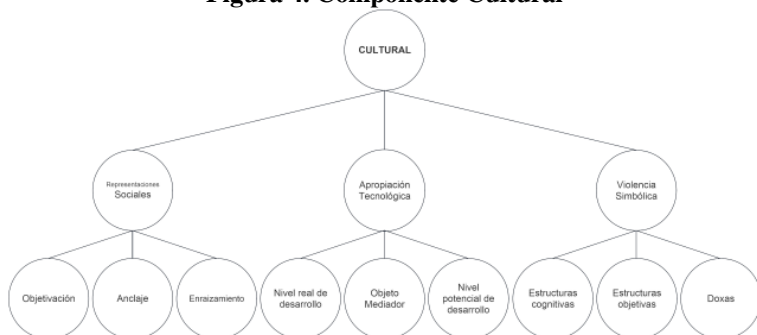 Figura 4. Componente Cultural
CULTURAL
Representaciones
Sociales
Apropiación
Tecnológica
Violencia
Simbólica
Objetivación
Anclaje
Enraizamiento
Nivel real de
desarrollo
Objeto
Mediador
Nivel
potencial de
desarrollo
Estructuras
cognitivas
Estructuras
objetivas
Doxas